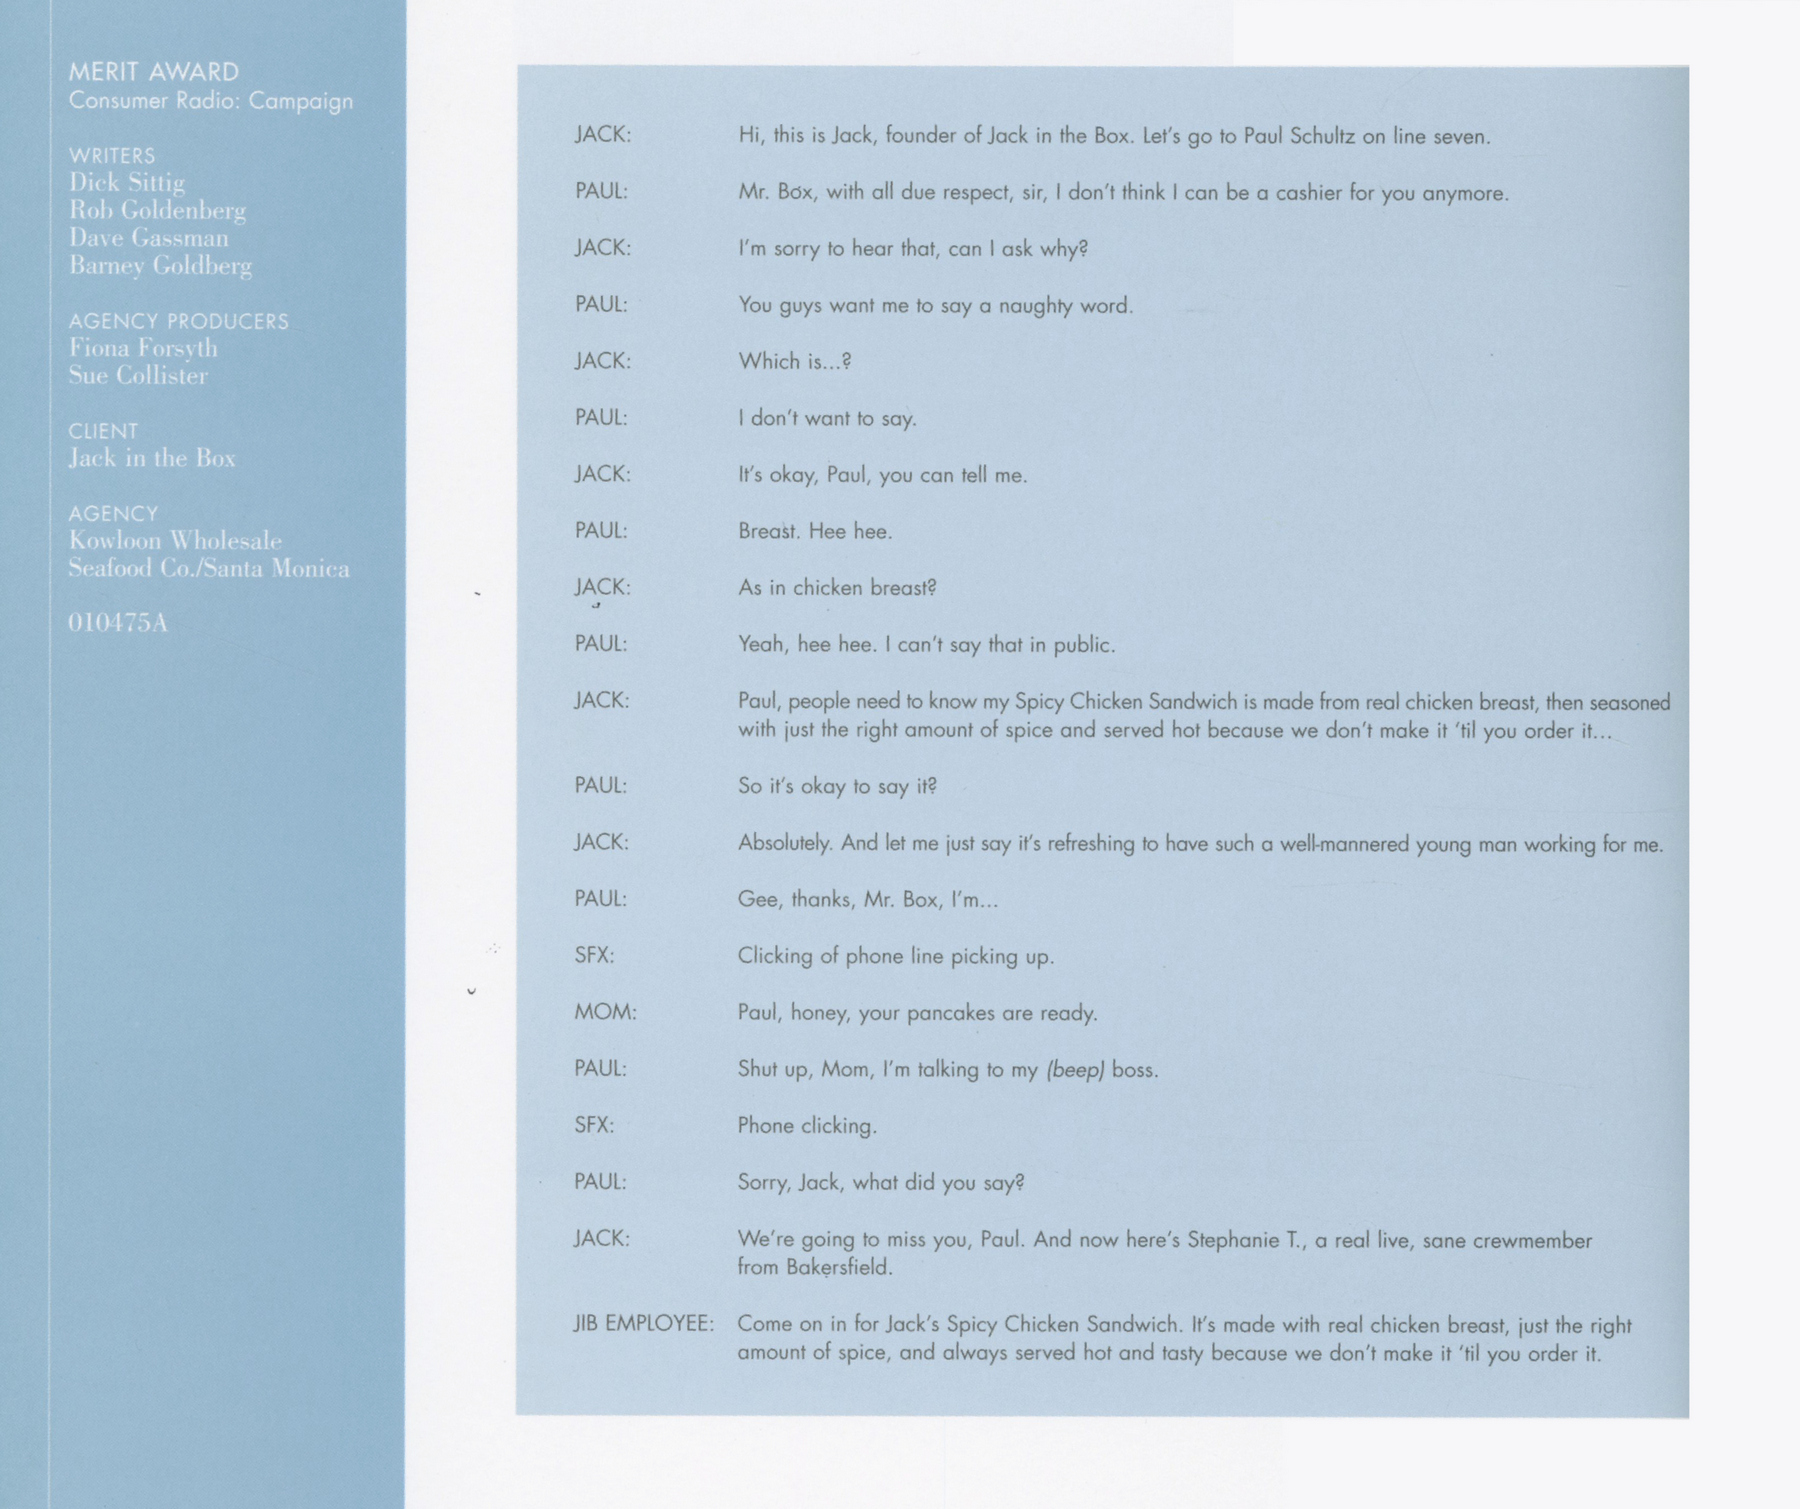 MERIT AWARD
Consumer Radio: Campaign
WRITERS
Dick Sittig
Rob Goldenberg
Dave Gassman
Barney Goldberg
AGENCY PRODUCERS
Fiona Forsyth
Sue Collister
CLIENT
Jack in the Box
AGENCY
Kowloon Wholesale
Seafood Co./Santa Monica
010475A
JACK: Hi, this is Jack, founder of Jack in the Box. Let's go to Paul Schultz on line seven.
PAUL: Mr. Box, with all due respect, sir, I don't think I can be a cashier for you anymore.
JACK: I'm sorry to hear that, can I ask why?
PAUL: You guys want me to say a naughty word.
JACK: Which is...?
PAUL: I don't want to say.
JACK: It's okay, Paul, you can tell me.
PAUL: Breast. Hee hee.
JACK: As in chicken breast?
PAUL: Yeah, hee hee. I can't say that in public.
JACK: Paul, people need to know my Spicy Chicken Sandwich is made from real chicken breast, then seasoned
with just the right amount of spice and served hot because we don't make it 'til you order it...
PAUL: So it's okay to say it?
JACK: Absolutely. And let me just say it's refreshing to have such a well-mannered young man working for me.
PAUL: Gee, thanks, Mr. Box, I'm...
SFX: Clicking of phone line picking up.
MOM: Paul, honey, your pancakes are ready.
PAUL: Shut up, Mom, I'm talking to my (beep) boss.
SFX: Phone clicking.
PAUL: Sorry, Jack, what did you say?
JACK: We're going to miss you, Paul. And now here's Stephanie T., a real live, sane crewmember
from Bakersfield.
JIB EMPLOYEE: Come on in for Jack's Spicy Chicken Sandwich. It's made with real chicken breast, just the right
amount of spice, and always served hot and tasty because we don't make it 'til you order it.